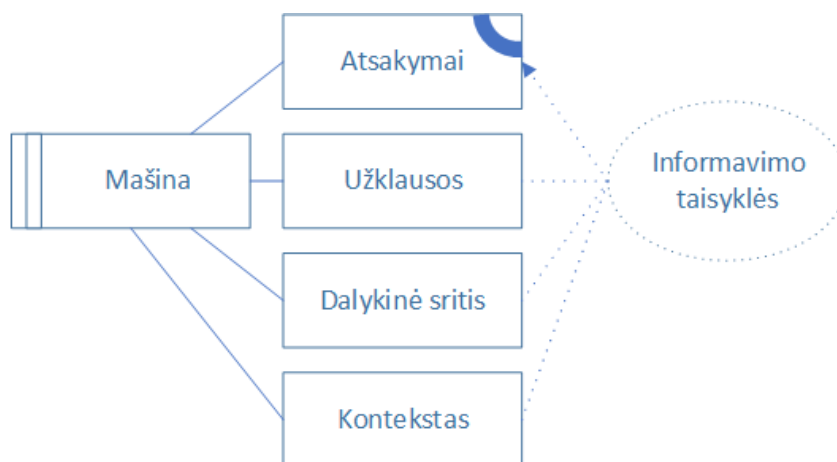 Atsakymai
Mašina
Užklausos
Informavimo
taisyklės
Dalykinė sritis
Kontekstas